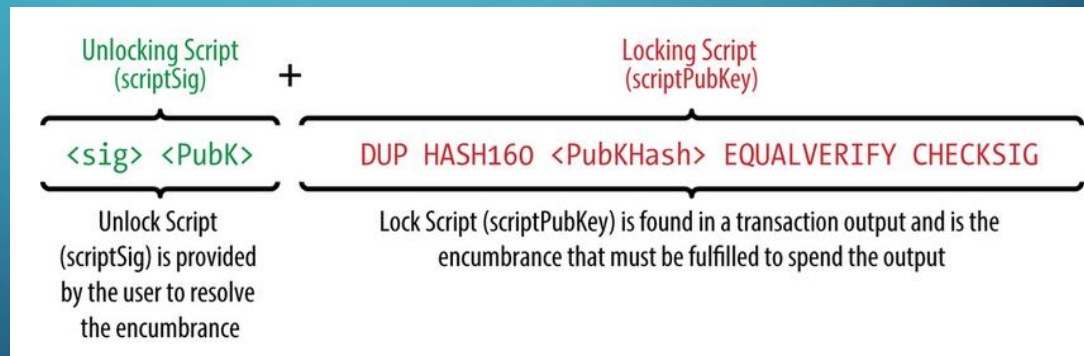 Unlocking Script
(scriptSig)
+
Locking Script
(scriptPubKey)
<sig> <PubK>
DUP HASH160 <PubKHash> EQUALVERIFY CHECKSIG
Unlock Script
(scriptSig) is provided
by the user to resolve
the encumbrance
Lock Script (scriptPubKey) is found in a transaction output and is the
encumbrance that must be fulfilled to spend the output